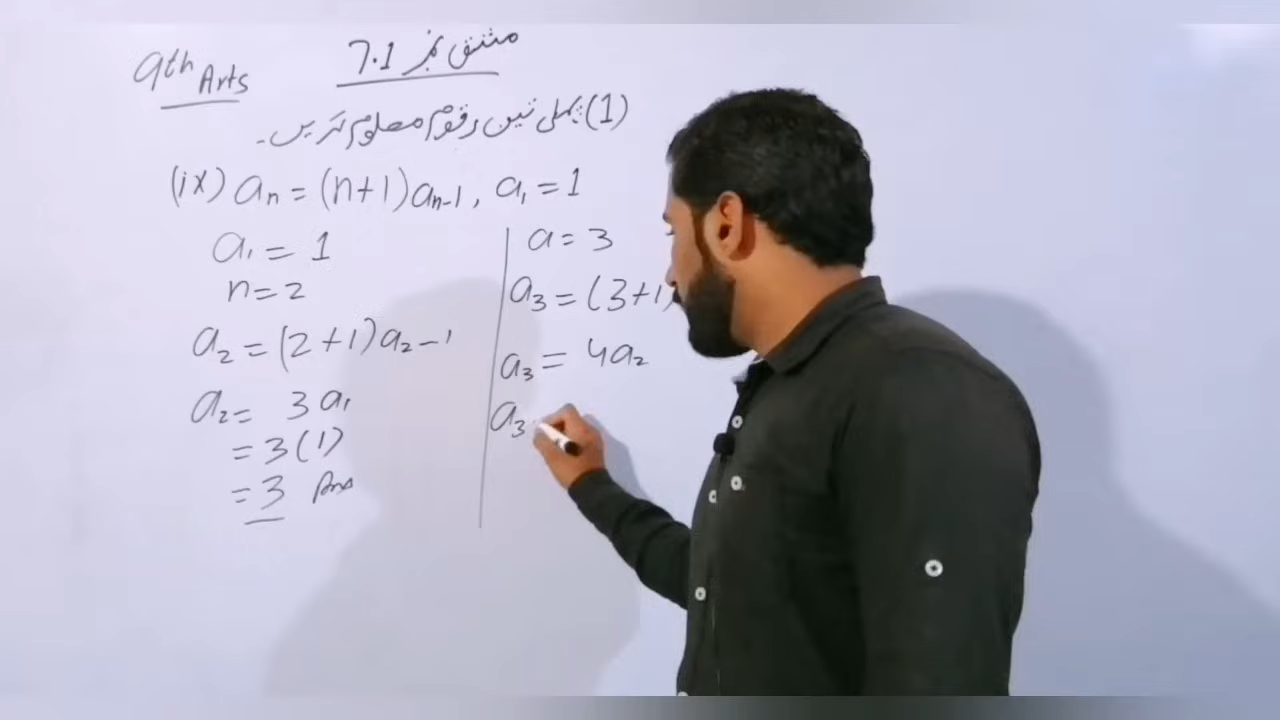 9th Arts
مشق نمبر 7.1
(1) پہلی تین رقوم معلوم کریں۔
(ix) aₙ = (n+1)aₙ₋₁, a₁ = 1
a₁ = 1
n = 2
a₂ = (2+1)a₂-1
a₂ = 3a₁
= 3(1)
= 3 Ans
a = 3
a₃ = (3+1)
a₃ = 4a₂
a₃